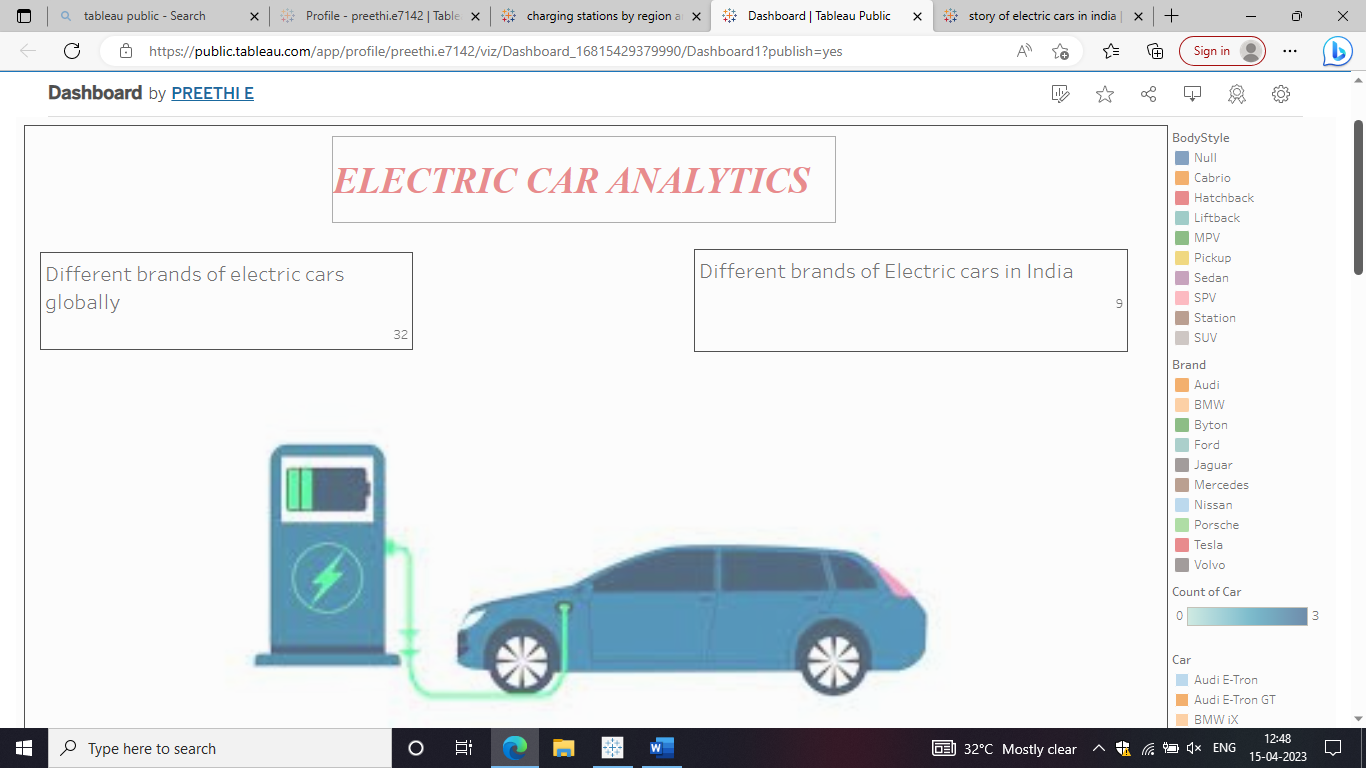 tableau public - Search
Profile - preethi.e7142 | Table
charging stations by region a
Dashboard | Tableau Public
story of electric cars in india |
https://public.tableau.com/app/profile/preethi.e7142/viz/Dashboard_16815429379990/Dashboard1?publish=yes
Sign in
Dashboard by PREETHI E
ELECTRIC CAR ANALYTICS
Different brands of electric cars
globally
32
Different brands of Electric cars in India
9
BodyStyle
Null
Cabrio
Hatchback
Liftback
MPV
Pickup
Sedan
SPV
Station
SUV
Brand
Audi
BMW
Byton
Ford
Jaguar
Mercedes
Nissan
Porsche
Tesla
Volvo
Count of Car
0 3
Car
Audi E-Tron
Audi E-Tron GT
BMW iX
Type here to search
32°C Mostly clear
ENG
12:48
15-04-2023